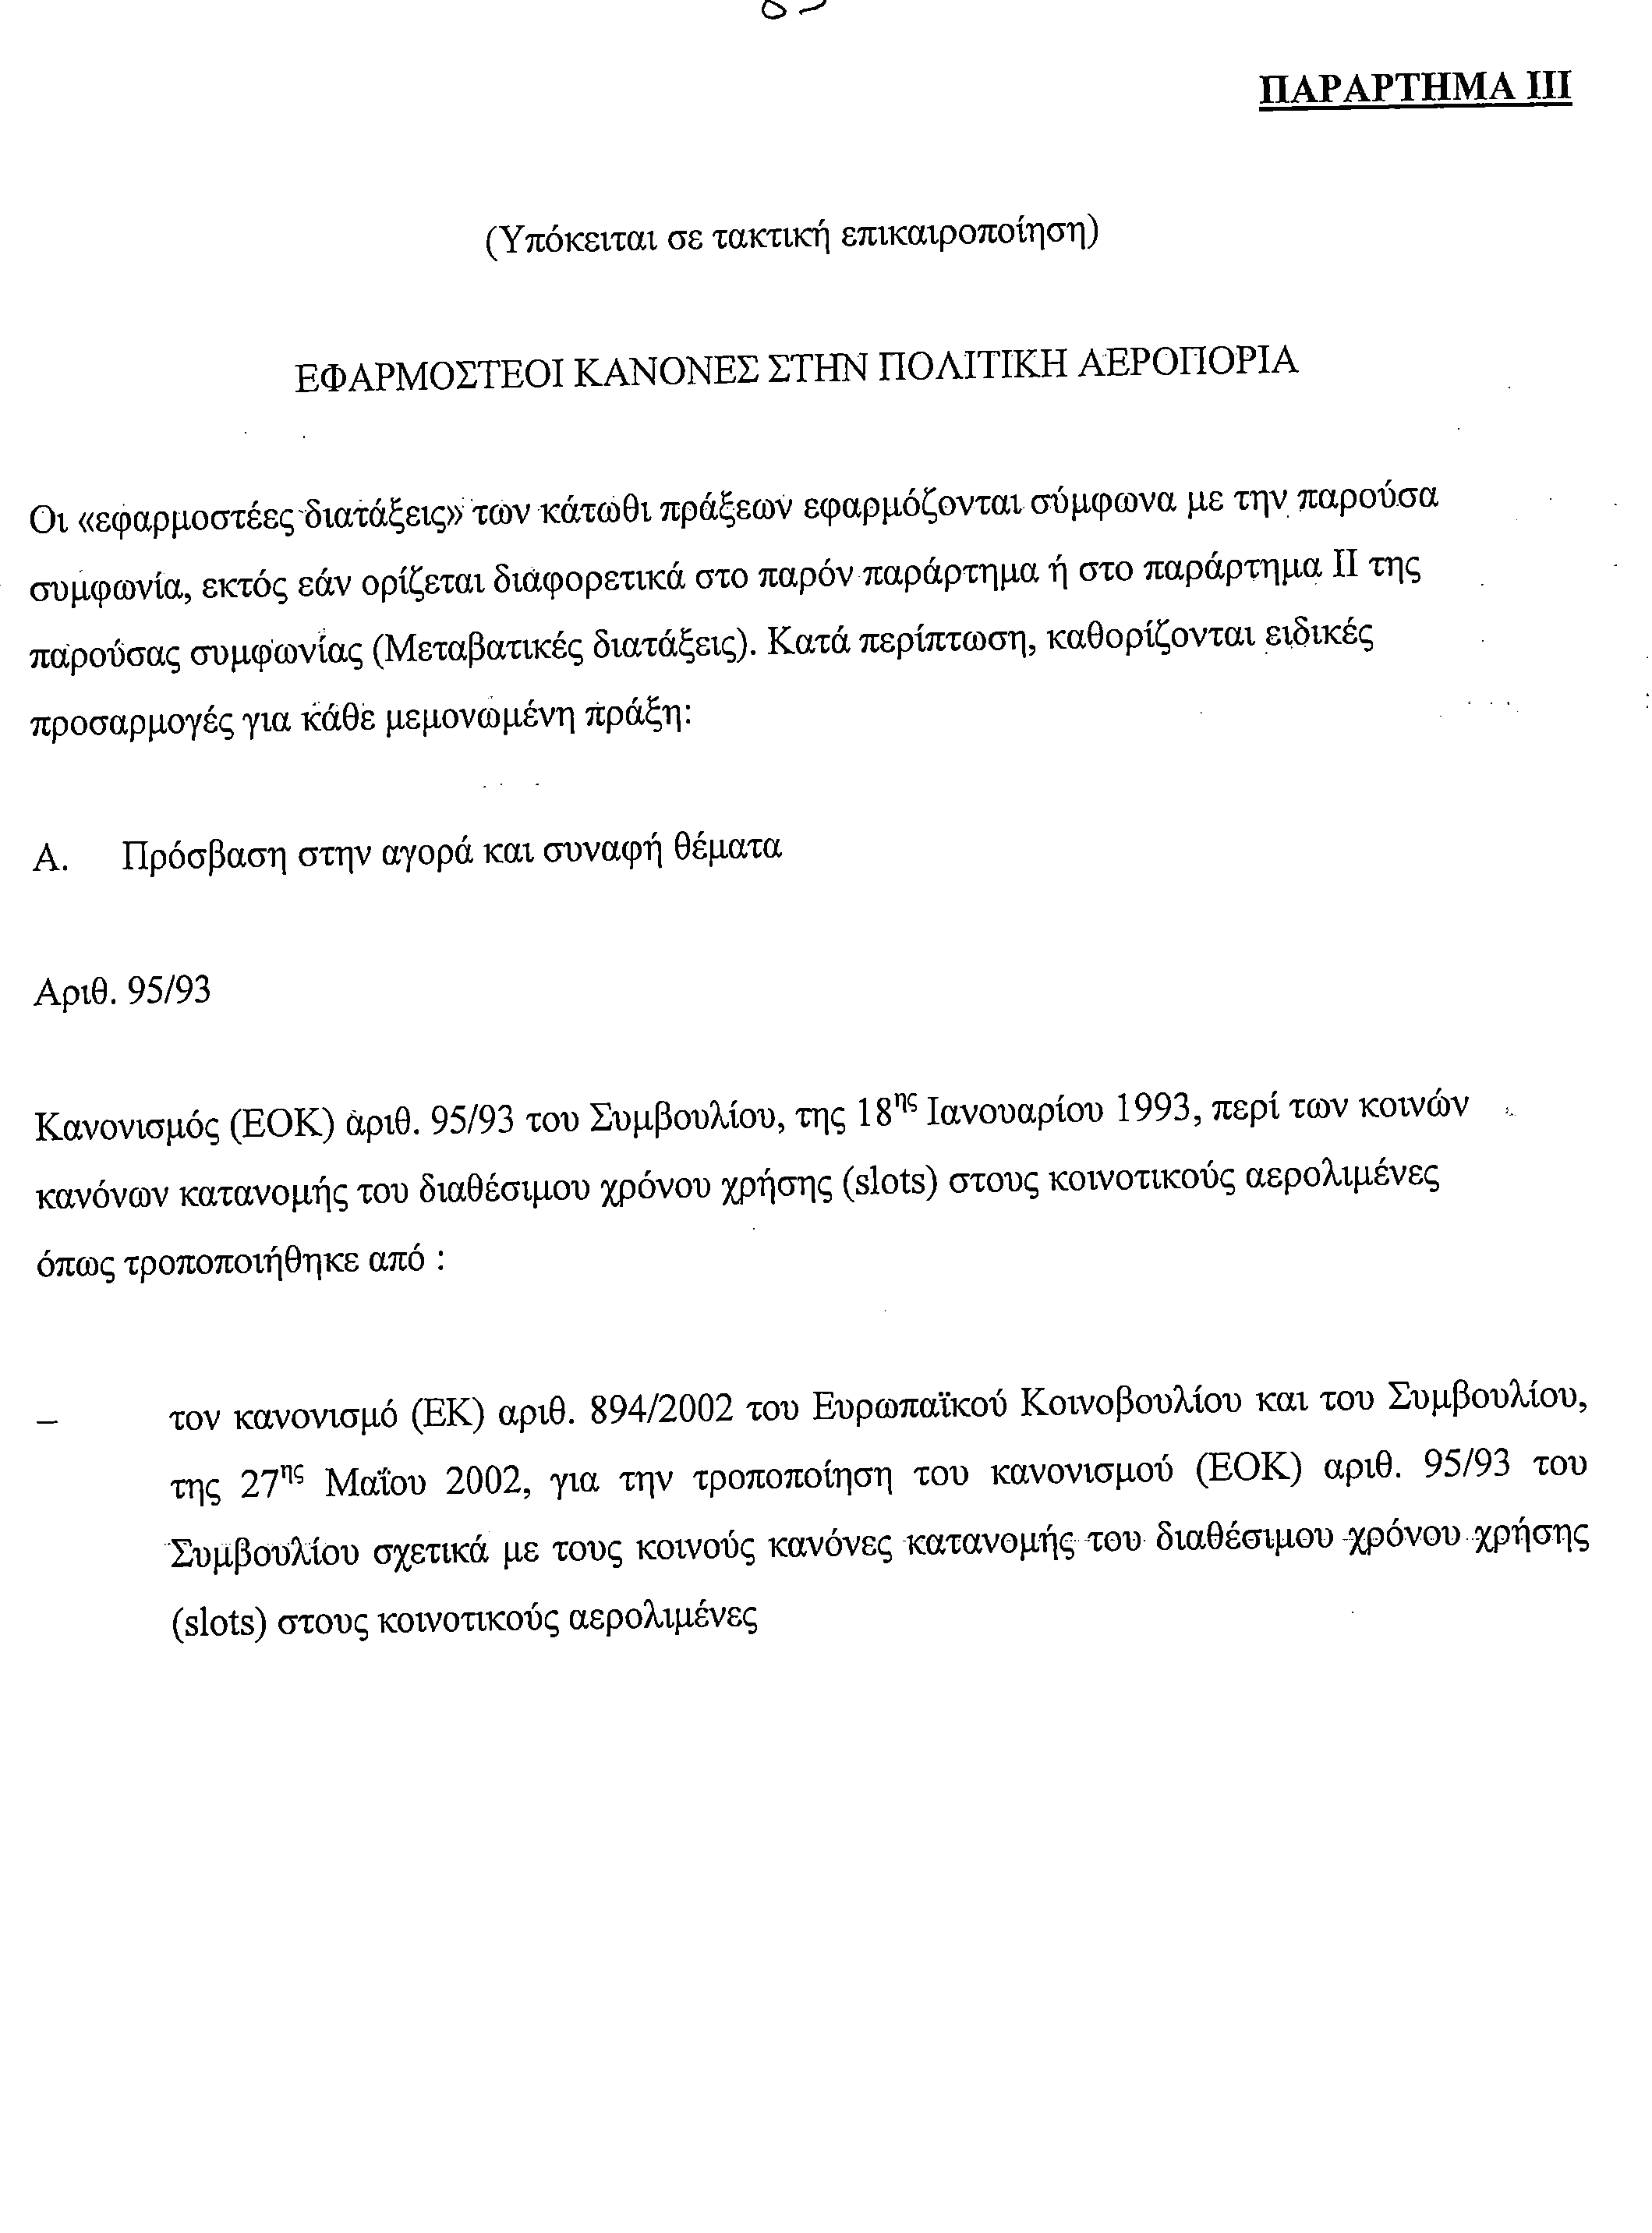 ΠΑΡΑΡΤΗΜΑ ΙΙΙ
(Υπόκειται σε τακτική επικαιροποίηση)
ΕΦΑΡΜΟΣΤΕΟΙ ΚΑΝΟΝΕΣ ΣΤΗΝ ΠΟΛΙΤΙΚΗ ΑΕΡΟΠΟΡΙΑ
Οι «εφαρμοστέες διατάξεις» των κάτωθι πράξεων εφαρμόζονται σύμφωνα με την παρούσα
συμφωνία, εκτός εάν ορίζεται διαφορετικά στο παρόν παράρτημα ή στο παράρτημα ΙΙ της
παρούσας συμφωνίας (Μεταβατικές διατάξεις). Κατά περίπτωση, καθορίζονται ειδικές
προσαρμογές για κάθε μεμονωμένη πράξη:
Α. Πρόσβαση στην αγορά και συναφή θέματα
Αριθ. 95/93
Κανονισμός (ΕΟΚ) αριθ. 95/93 του Συμβουλίου, της 18ης Ιανουαρίου 1993, περί των κοινών
κανόνων κατανομής του διαθέσιμου χρόνου χρήσης (slots) στους κοινοτικούς αερολιμένες
όπως τροποποιήθηκε από :
– τον κανονισμό (ΕΚ) αριθ. 894/2002 του Ευρωπαϊκού Κοινοβουλίου και του Συμβουλίου,
της 27ης Μαΐου 2002, για την τροποποίηση του κανονισμού (ΕΟΚ) αριθ. 95/93 του
Συμβουλίου σχετικά με τους κοινούς κανόνες κατανομής του διαθέσιμου χρόνου χρήσης
(slots) στους κοινοτικούς αερολιμένες